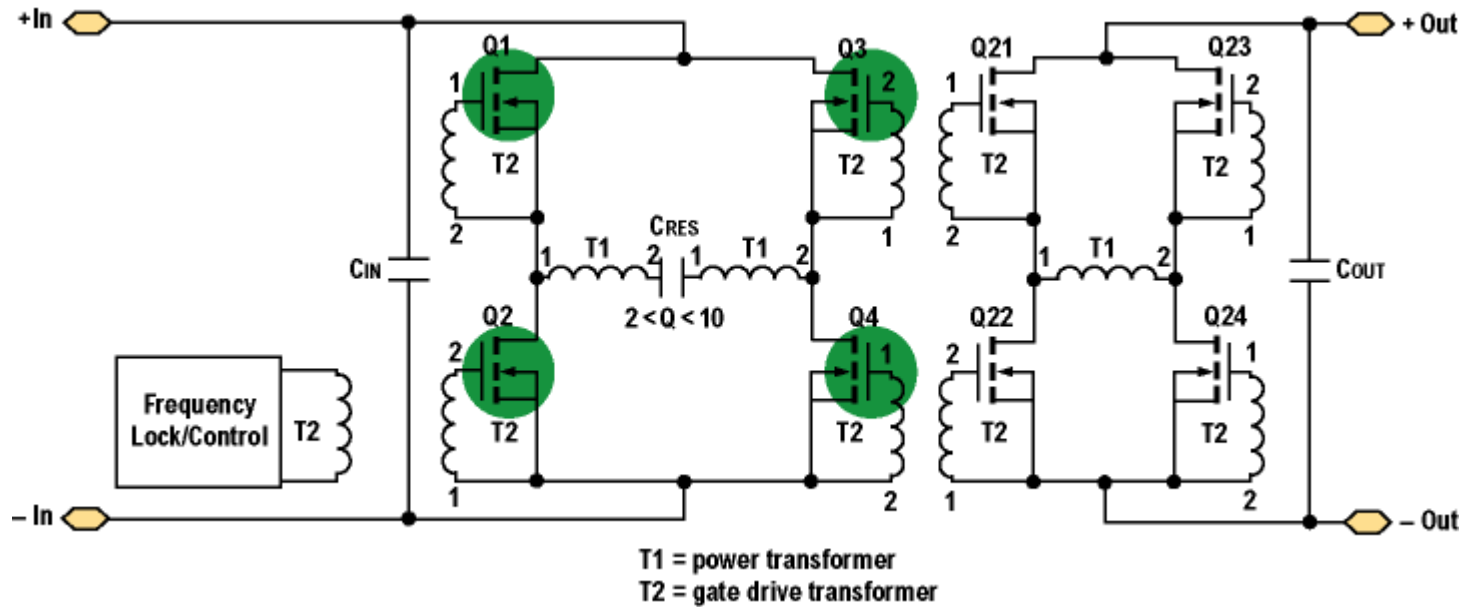 +In
+ Out
Q1
Q3
Q21
Q23
1
2
1
2
T2
T2
T2
T2
2
1
2
1
CRES
1
T1
2
1
T1
2
1
T1
2
CIN
COUT
2 < Q < 10
Q2
Q4
Q22
Q24
2
1
2
1
Frequency
Lock/Control
T2
T2
T2
T2
T2
1
2
1
2
– In
– Out
T1 = power transformer
T2 = gate drive transformer